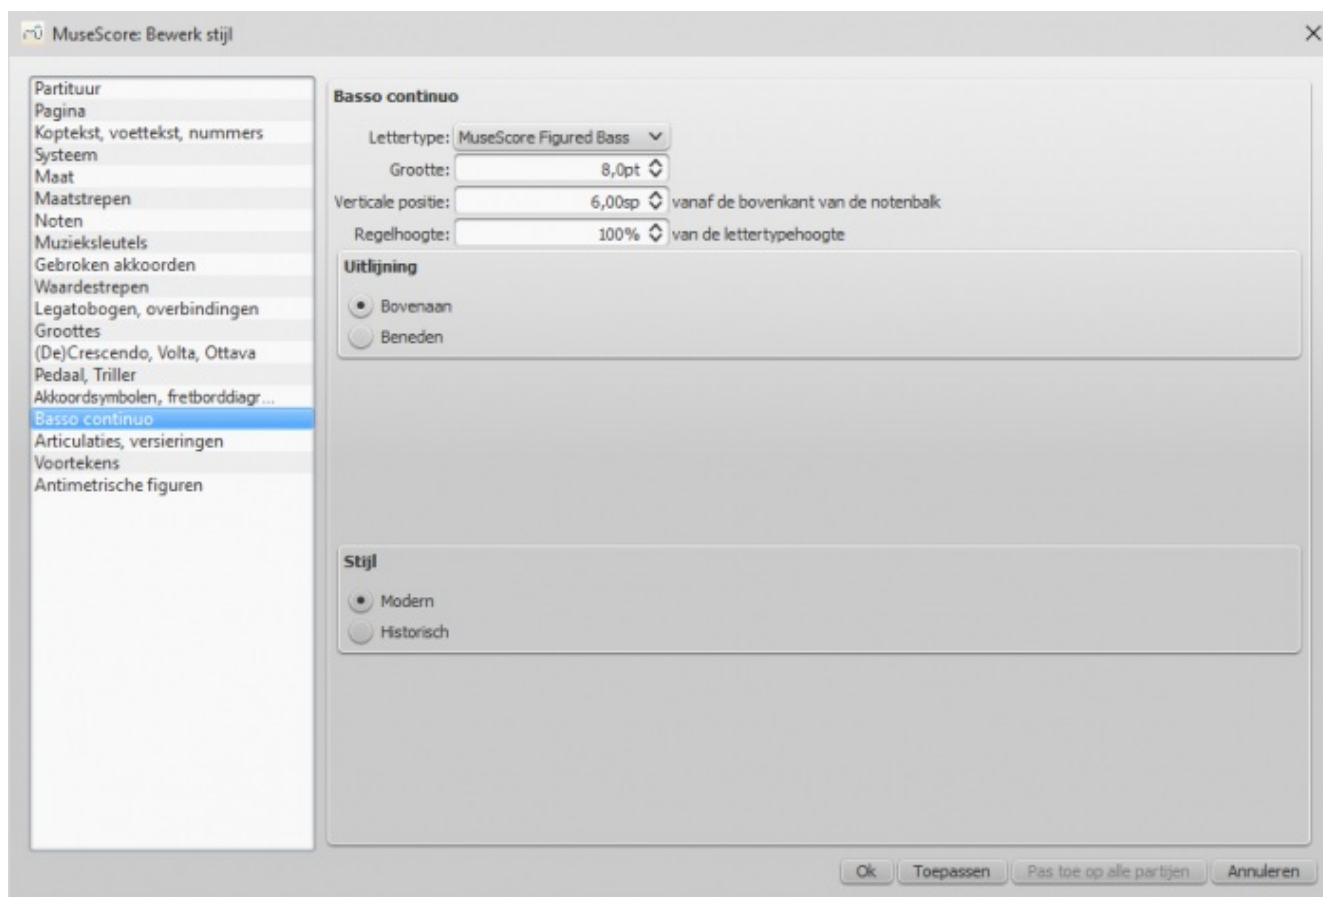 MuseScore: Bewerk stijl
Partituur
Pagina
Koptekst, voettekst, nummers
Systeem
Maat
Maatstrepen
Noten
Muzieksleutels
Gebroken akkoorden
Waardestrepen
Legatobogen, overbindingen
Groottes
(De)Crescendo, Volta, Ottava
Pedaal, Triller
Akkoordsymbolen, fretborddiagr...
Basso continuo
Articulaties, versieringen
Voortekens
Antimetrische figuren
Basso continuo
Lettertype: MuseScore Figured Bass
Grootte: 8,0pt
Verticale positie: 6,00sp vanaf de bovenkant van de notenbalk
Regelhoogte: 100% van de lettertypehoogte
Uitlijning
Bovenaan
Beneden
Stijl
Modern
Historisch
Ok Toepassen Pas toe op alle partijen Annuleren